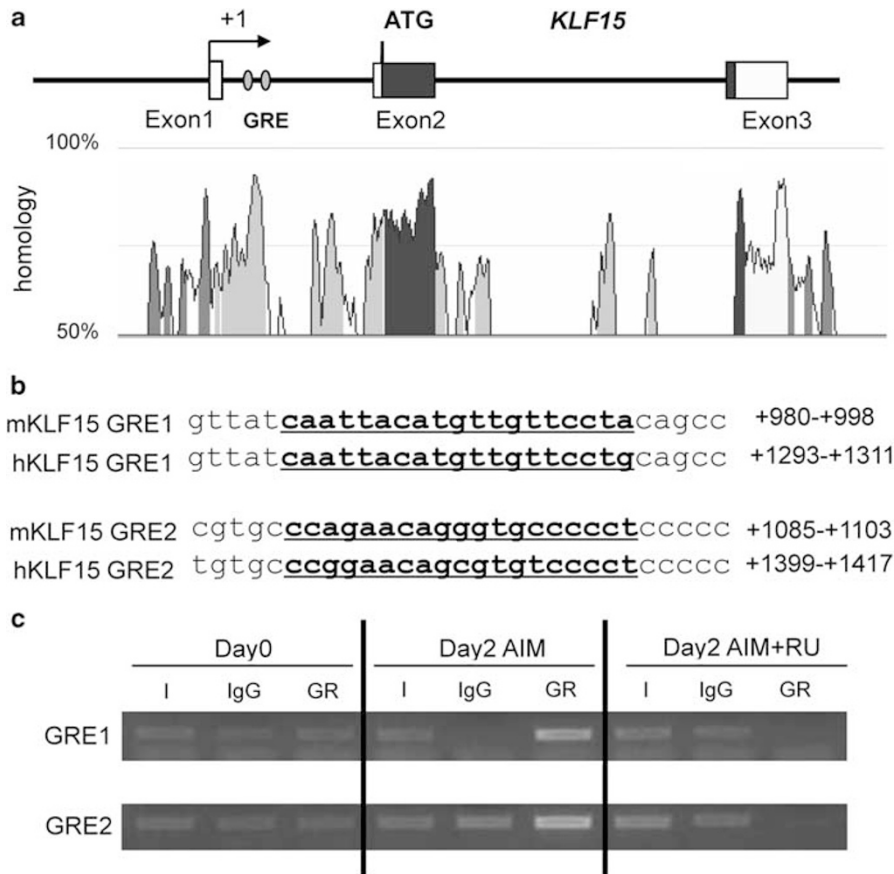 a
+1 ATG KLF15
Exon1 GRE Exon2 Exon3
100%
homology
50%
b
mKLF15 GRE1 gttatcaattacatgttgttcctacagcc +980-+998
hKLF15 GRE1 gttatcaattacatgttgttcctgcagcc +1293-+1311
mKLF15 GRE2 cgtgcccagaacagggtgccccctccccc +1085-+1103
hKLF15 GRE2 tgtgcccggaacagcgtgtcccctccccc +1399-+1417
c
Day0 Day2 AIM Day2 AIM+RU
I IgG GR I IgG GR I IgG GR
GRE1
GRE2